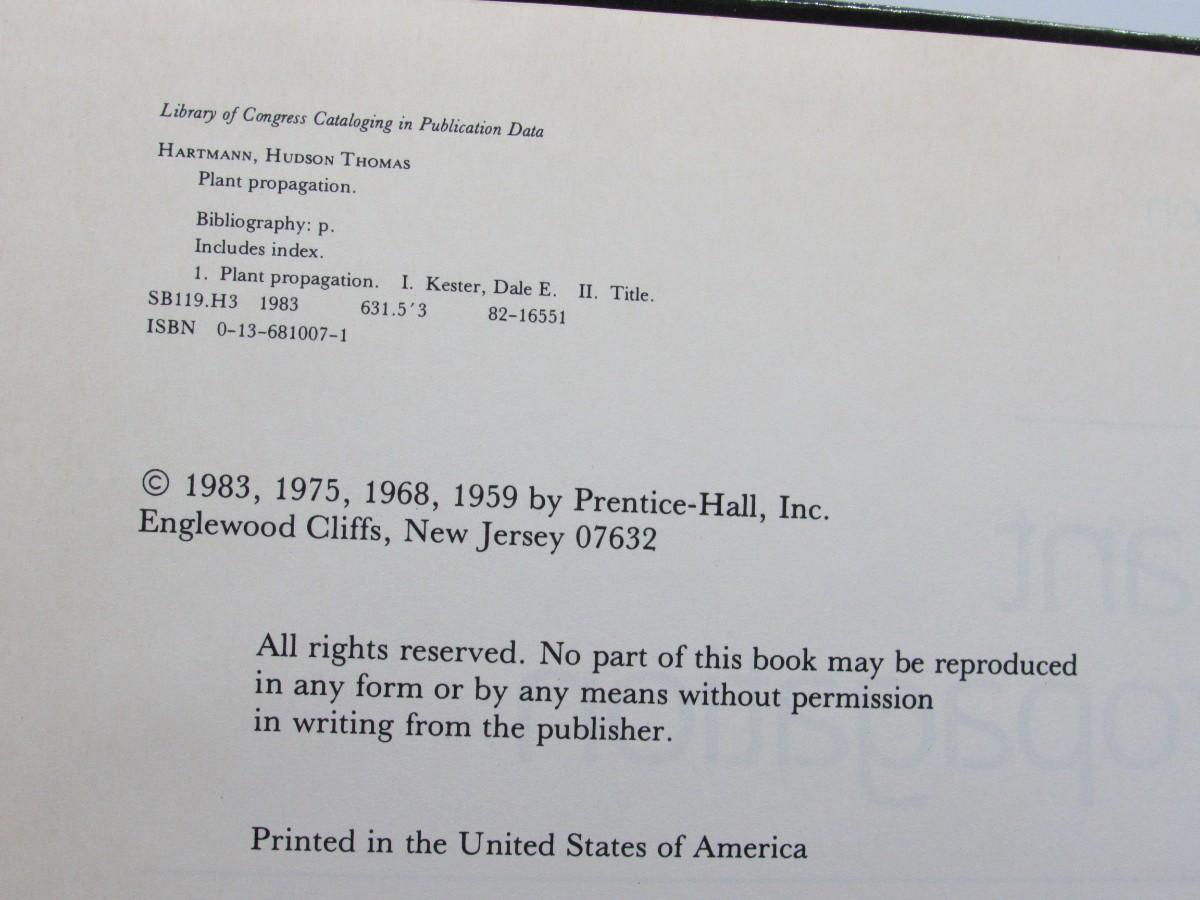 Library of Congress Cataloging in Publication Data
HARTMANN, HUDSON THOMAS
Plant propagation.
Bibliography: p.
Includes index.
1. Plant propagation. I. Kester, Dale E. II. Title.
SB119.H3 1983 631.5'3 82-16551
ISBN 0-13-681007-1
© 1983, 1975, 1968, 1959 by Prentice-Hall, Inc.
Englewood Cliffs, New Jersey 07632
All rights reserved. No part of this book may be reproduced
in any form or by any means without permission
in writing from the publisher.
Printed in the United States of America